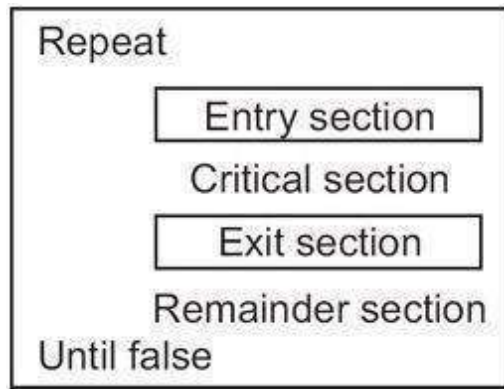 Repeat
Entry section
Critical section
Exit section
Remainder section
Until false